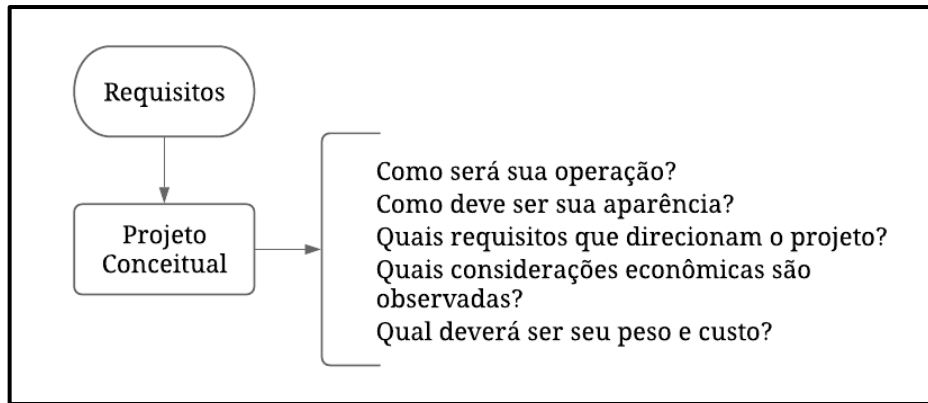 Requisitos
Projeto
Conceitual
Como será sua operação?
Como deve ser sua aparência?
Quais requisitos que direcionam o projeto?
Quais considerações econômicas são
observadas?
Qual deverá ser seu peso e custo?